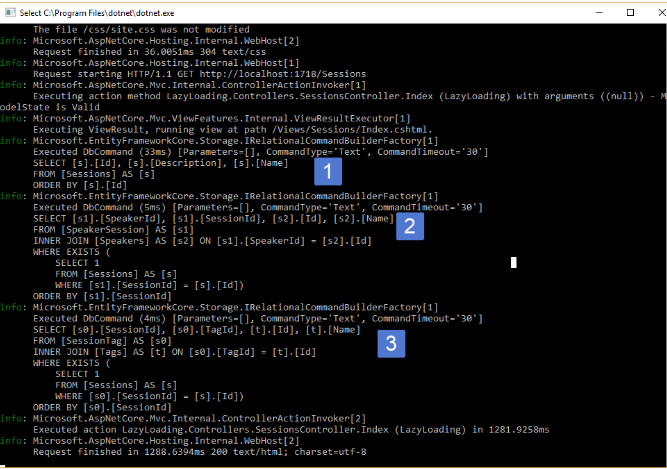 Select C:\Program Files\dotnet\dotnet.exe
The file /css/site.css was not modified
info: Microsoft.AspNetCore.Hosting.Internal.WebHost[2]
Request finished in 36.0051ms 304 text/css
info: Microsoft.AspNetCore.Hosting.Internal.WebHost[1]
Request starting HTTP/1.1 GET http://localhost:1718/Sessions
info: Microsoft.AspNetCore.Mvc.Internal.ControllerActionInvoker[1]
Executing action method LazyLoading.Controllers.SessionsController.Index (LazyLoading) with arguments ((null)) - M
odelState is Valid
info: Microsoft.AspNetCore.Mvc.ViewFeatures.Internal.ViewResultExecutor[1]
Executing ViewResult, running view at path /Views/Sessions/Index.cshtml.
info: Microsoft.EntityFrameworkCore.Storage.IRelationalCommandBuilderFactory[1]
Executed DbCommand (33ms) [Parameters=[], CommandType='Text', CommandTimeout='30']
SELECT [s].[Id], [s].[Description], [s].[Name]
FROM [Sessions] AS [s]
ORDER BY [s].[Id]
1
info: Microsoft.EntityFrameworkCore.Storage.IRelationalCommandBuilderFactory[1]
Executed DbCommand (5ms) [Parameters=[], CommandType='Text', CommandTimeout='30']
SELECT [s1].[SpeakerId], [s1].[SessionId], [s2].[Id], [s2].[Name]
FROM [SpeakerSession] AS [s1]
INNER JOIN [Speakers] AS [s2] ON [s1].[SpeakerId] = [s2].[Id]
WHERE EXISTS (
SELECT 1
FROM [Sessions] AS [s]
WHERE [s1].[SessionId] = [s].[Id])
ORDER BY [s1].[SessionId]
2
info: Microsoft.EntityFrameworkCore.Storage.IRelationalCommandBuilderFactory[1]
Executed DbCommand (4ms) [Parameters=[], CommandType='Text', CommandTimeout='30']
SELECT [s0].[SessionId], [s0].[TagId], [t].[Id], [t].[Name]
FROM [SessionTag] AS [s0]
INNER JOIN [Tags] AS [t] ON [s0].[TagId] = [t].[Id]
WHERE EXISTS (
SELECT 1
FROM [Sessions] AS [s]
WHERE [s0].[SessionId] = [s].[Id])
ORDER BY [s0].[SessionId]
3
info: Microsoft.AspNetCore.Mvc.Internal.ControllerActionInvoker[2]
Executed action LazyLoading.Controllers.SessionsController.Index (LazyLoading) in 1281.9258ms
info: Microsoft.AspNetCore.Hosting.Internal.WebHost[2]
Request finished in 1288.6394ms 200 text/html; charset=utf-8